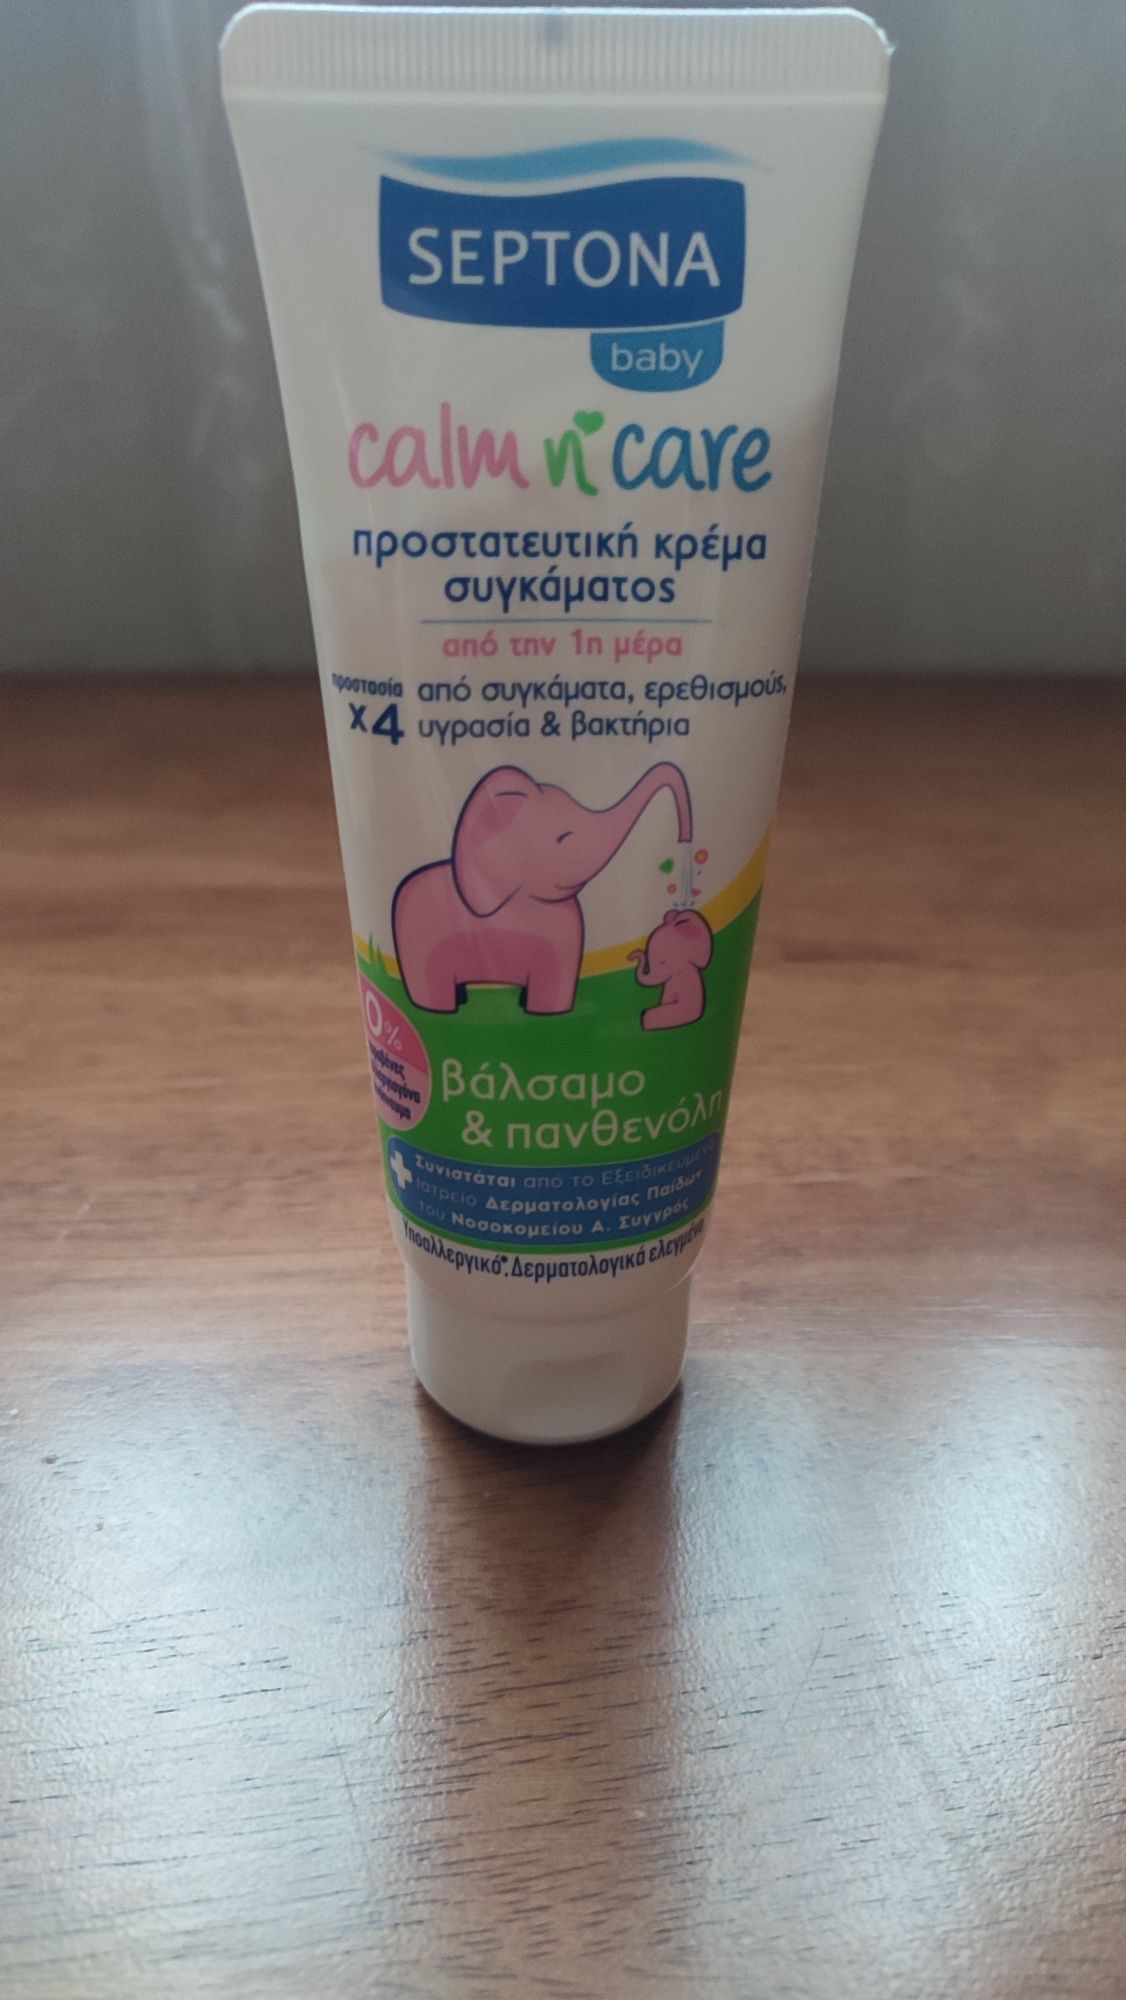 SEPTONA
baby
calm n' care
προστατευτική κρέμα
συγκάματος
από την 1η μέρα
προστασία
x4
από συγκάματα, ερεθισμούς,
υγρασία & βακτήρια
0%
βάλσαμο
& πανθενόλη
Συνιστάται από το Εξειδικευμένο
Ιατρείο Δερματολογίας Παίδων
του Νοσοκομείου Α. Συγγρός
Υποαλλεργικό*. Δερματολογικά ελεγμένο